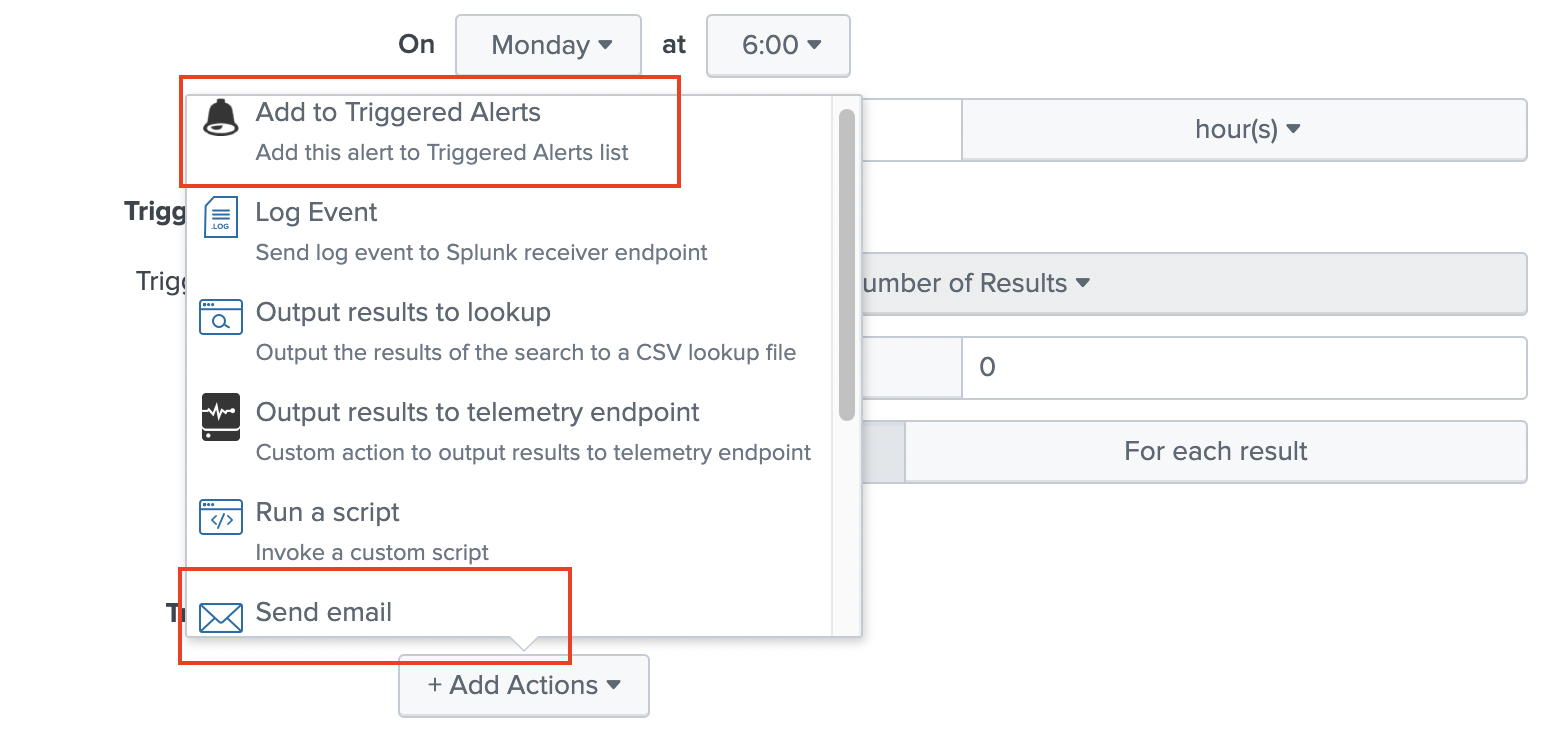 On Monday at 6:00
Add to Triggered Alerts
Add this alert to Triggered Alerts list
hour(s)
Log Event
.LOG
Send log event to Splunk receiver endpoint
umber of Results
Output results to lookup
Output the results of the search to a CSV lookup file
0
Output results to telemetry endpoint
Custom action to output results to telemetry endpoint
For each result
Run a script
Invoke a custom script
Send email
+ Add Actions